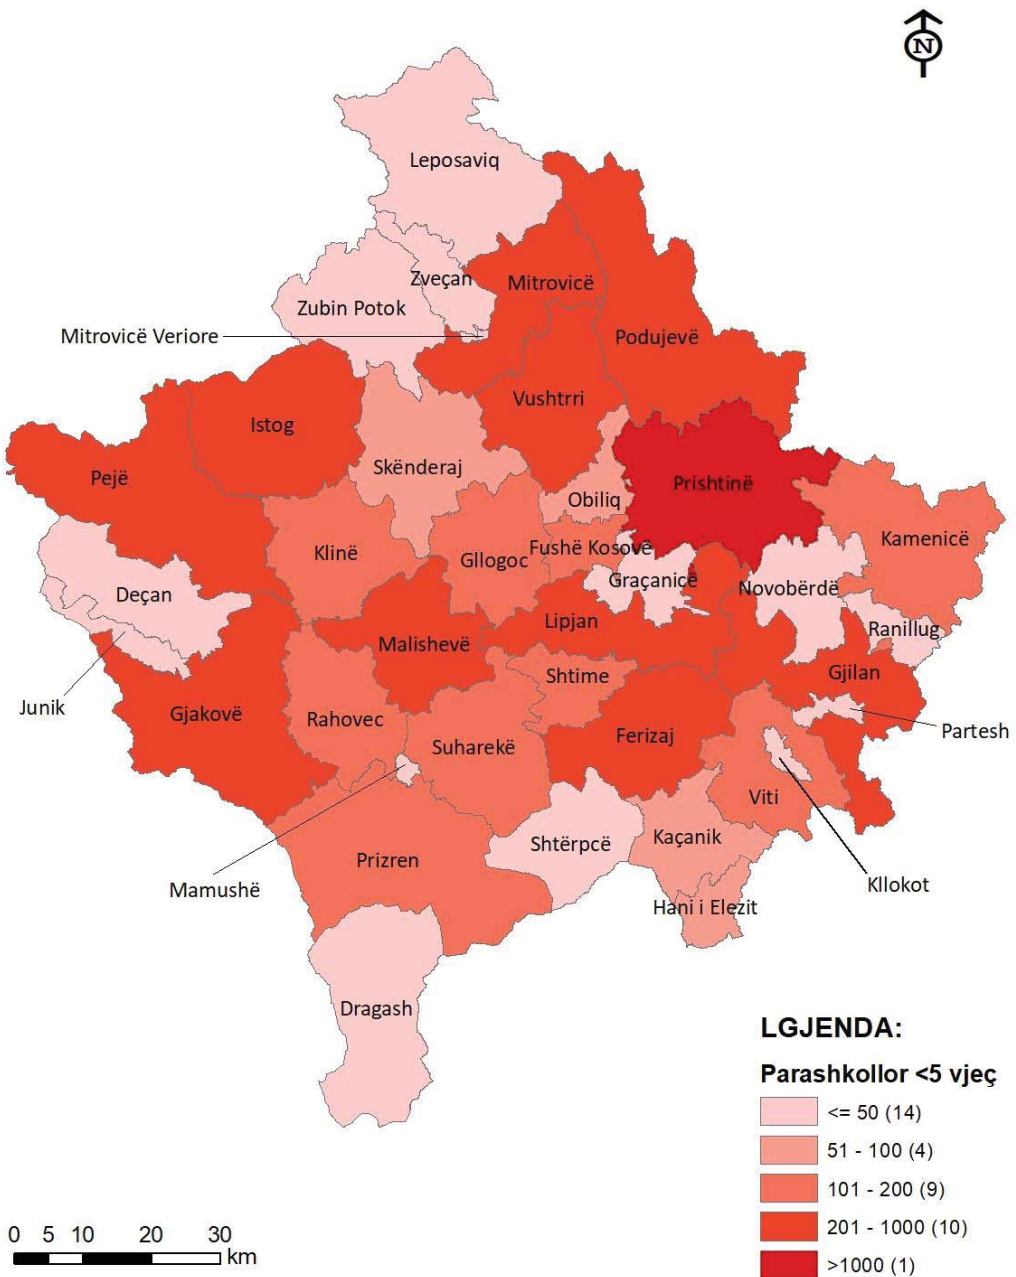 N
Leposaviq
Zveçan
Mitrovicë
Zubin Potok
Mitrovicë Veriore
Podujevë
Vushtrri
Istog
Skënderaj
Pejë
Prishtinë
Obiliq
Kamenicë
Fushë Kosovë
Klinë
Gllogoc
Graçanicë
Novobërdë
Deçan
Lipjan
Ranillug
Malishevë
Gjilan
Shtime
Junik
Gjakovë
Rahovec
Ferizaj
Partesh
Suharekë
Viti
Kaçanik
Shtërpcë
Prizren
Mamushë
Kllokot
Hani i Elezit
Dragash
LGJENDA:
Parashkollor <5 vjeç
<= 50 (14)
51 - 100 (4)
101 - 200 (9)
201 - 1000 (10)
>1000 (1)
0 5 10 20 30
km